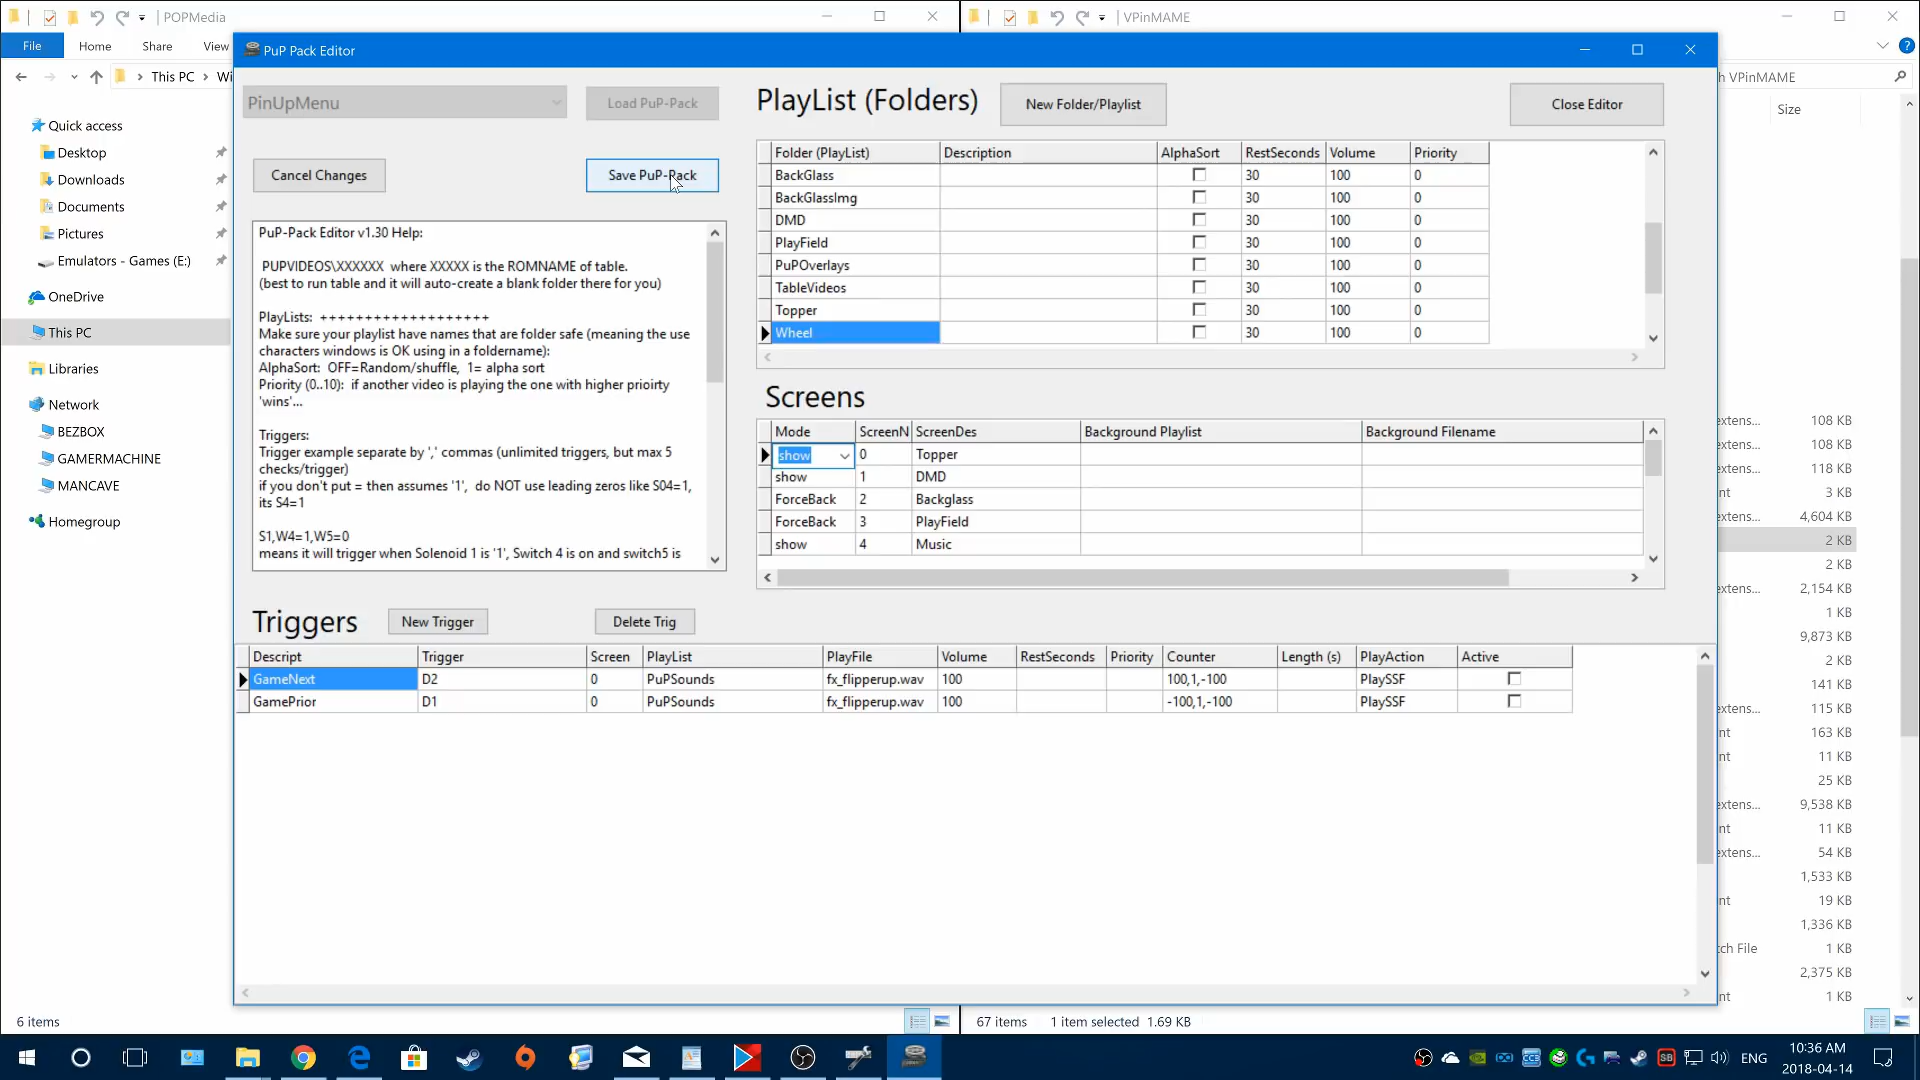 POPMedia
VPinMAME
File
Home
Share
View
This PC
Wi
h VPinMAME
Size
PuP Pack Editor
PinUpMenu
Load PuP-Pack
PlayList (Folders)
New Folder/Playlist
Close Editor
Cancel Changes
Save PuP-Pack
Quick access
Desktop
Downloads
Documents
Pictures
Emulators - Games (E:)
OneDrive
This PC
Libraries
Network
BEZBOX
GAMERMACHINE
MANCAVE
Homegroup
PuP-Pack Editor v1.30 Help:
PUPVIDEOS\XXXXXX where XXXXX is the ROMNAME of table.
(best to run table and it will auto-create a blank folder there for you)
PlayLists: +++++++++++++++++++
Make sure your playlist have names that are folder safe (meaning the use
characters windows is OK using in a foldername):
AlphaSort: OFF=Random/shuffle, 1= alpha sort
Priority (0..10): if another video is playing the one with higher prioirty
'wins'...
Triggers:
Trigger example separate by ',' commas (unlimited triggers, but max 5
checks/trigger)
if you don't put = then assumes '1', do NOT use leading zeros like S04=1,
its S4=1
S1,W4=1,W5=0
means it will trigger when Solenoid 1 is '1', Switch 4 is on and switch5 is
Folder (PlayList) Description AlphaSort RestSeconds Volume Priority
BackGlass 30 100 0
BackGlassImg 30 100 0
DMD 30 100 0
PlayField 30 100 0
PuPOverlays 30 100 0
TableVideos 30 100 0
Topper 30 100 0
Wheel 30 100 0
Screens
Mode ScreenN ScreenDes Background Playlist Background Filename
show 0 Topper
show 1 DMD
ForceBack 2 Backglass
ForceBack 3 PlayField
show 4 Music
Triggers
New Trigger
Delete Trig
Descript Trigger Screen PlayList PlayFile Volume RestSeconds Priority Counter Length (s) PlayAction Active
GameNext D2 0 PuPSounds fx_flipperup.wav 100 100,1,-100 PlaySSF
GamePrior D1 0 PuPSounds fx_flipperup.wav 100 -100,1,-100 PlaySSF
extens... 108 KB
extens... 444 KB
extens... 118 KB
nt 3 KB
extens... 4,604 KB
2 KB
2 KB
extens... 2,154 KB
1 KB
9,873 KB
2 KB
141 KB
extens... 115 KB
nt 163 KB
nt 11 KB
25 KB
extens... 9,538 KB
nt 11 KB
extens... 54 KB
1,533 KB
nt 19 KB
1,336 KB
tch File 1 KB
2,375 KB
nt 1 KB
6 items
67 items 1 item selected 1.69 KB
ENG
10:36 AM
2018-04-14